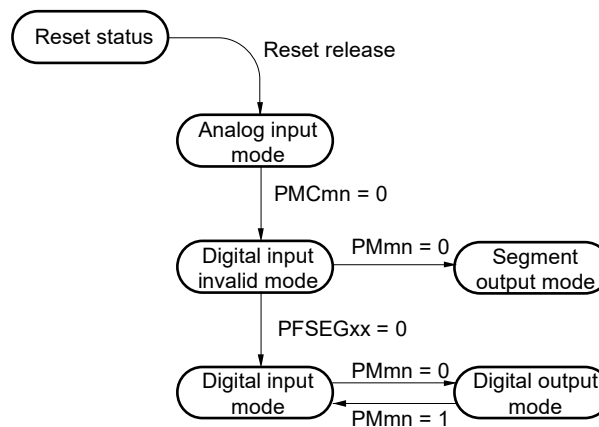 Reset status
Reset release
Analog input
mode
PMCmn = 0
Digital input
invalid mode
PMmn = 0
Segment
output mode
PFSEGxx = 0
Digital input
mode
PMmn = 0
PMmn = 1
Digital output
mode